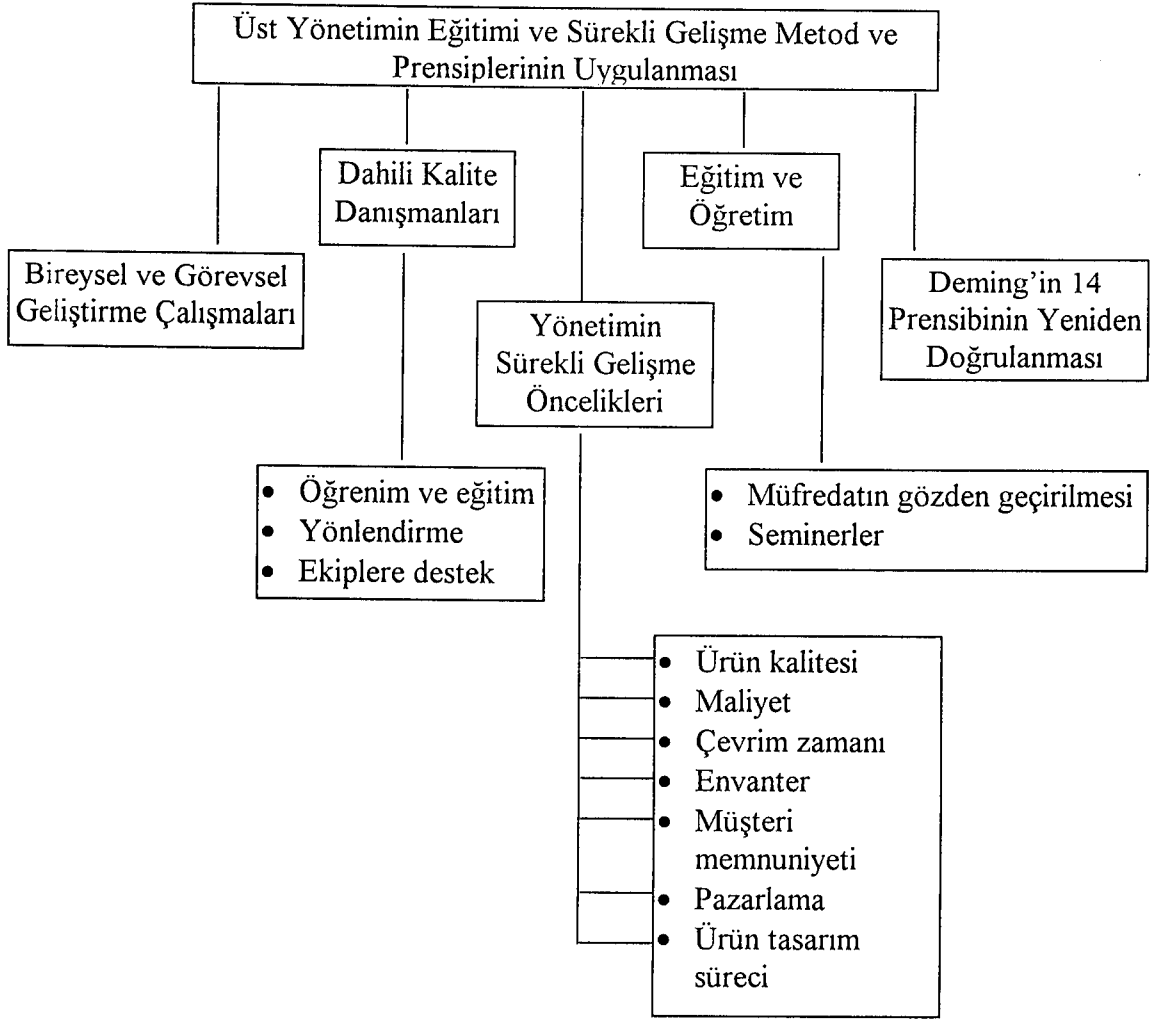 Üst Yönetimin Eğitimi ve Sürekli Gelişme Metod ve
Prensiplerinin Uygulanması
Dahili Kalite
Danışmanları
Eğitim ve
Öğretim
Bireysel ve Görevsel
Geliştirme Çalışmaları
Deming’in 14
Prensibinin Yeniden
Doğrulanması
Yönetimin
Sürekli Gelişme
Öncelikleri
• Öğrenim ve eğitim
• Yönlendirme
• Ekiplere destek
• Müfredatın gözden geçirilmesi
• Seminerler
• Ürün kalitesi
• Maliyet
• Çevrim zamanı
• Envanter
• Müşteri
memnuniyeti
• Pazarlama
• Ürün tasarım
süreci